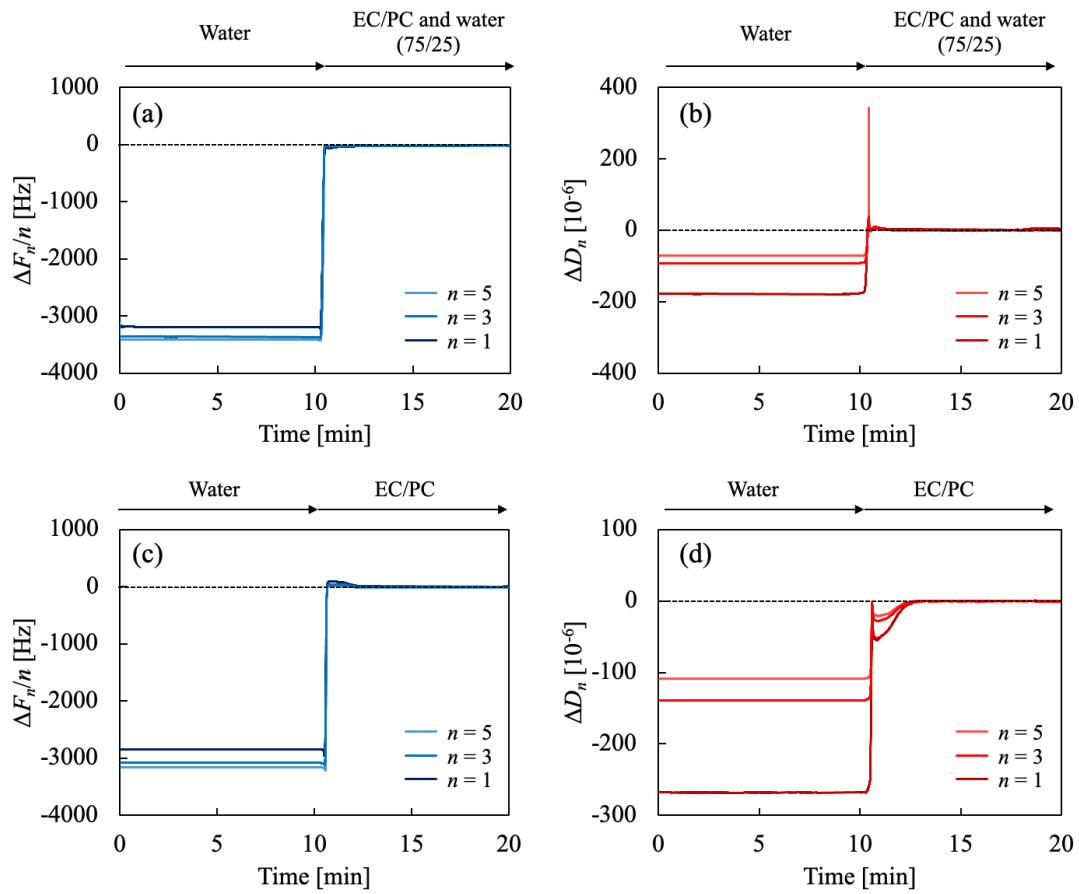 Water
EC/PC and water
(75/25)
(a)
1000
0
-1000
-2000
-3000
-4000
ΔFn/n [Hz]
n = 5
n = 3
n = 1
0 5 10 15 20
Time [min]
Water
EC/PC and water
(75/25)
(b)
400
200
0
-200
-400
ΔDn [10-6]
n = 5
n = 3
n = 1
0 5 10 15 20
Time [min]
Water
EC/PC
(c)
1000
0
-1000
-2000
-3000
-4000
ΔFn/n [Hz]
n = 5
n = 3
n = 1
0 5 10 15 20
Time [min]
Water
EC/PC
(d)
100
0
-100
-200
-300
ΔDn [10-6]
n = 5
n = 3
n = 1
0 5 10 15 20
Time [min]